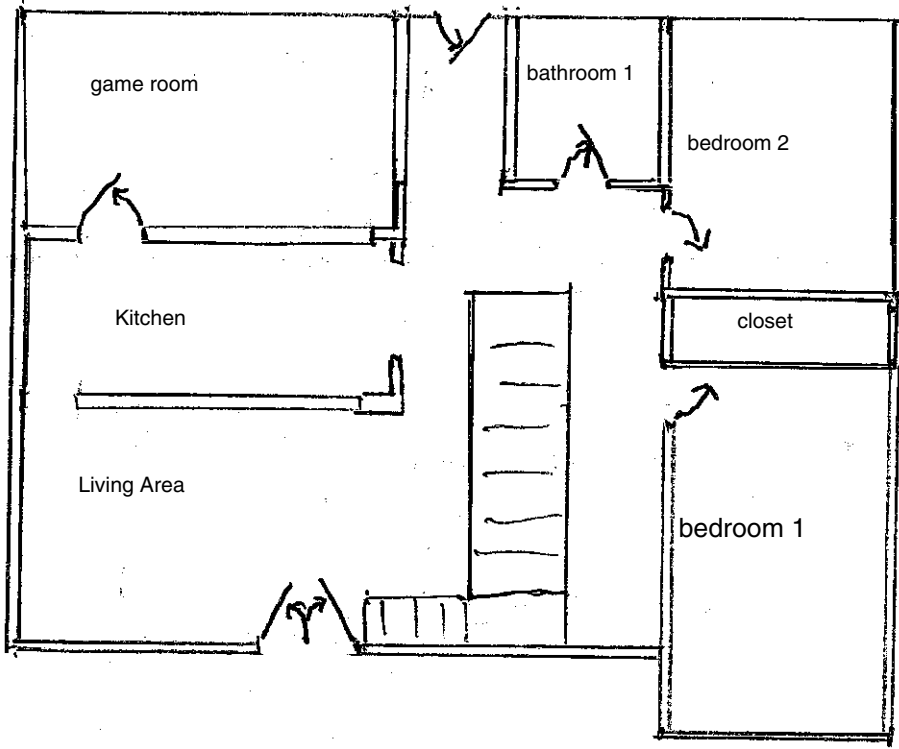 game room
bathroom 1
bedroom 2
Kitchen
closet
Living Area
bedroom 1